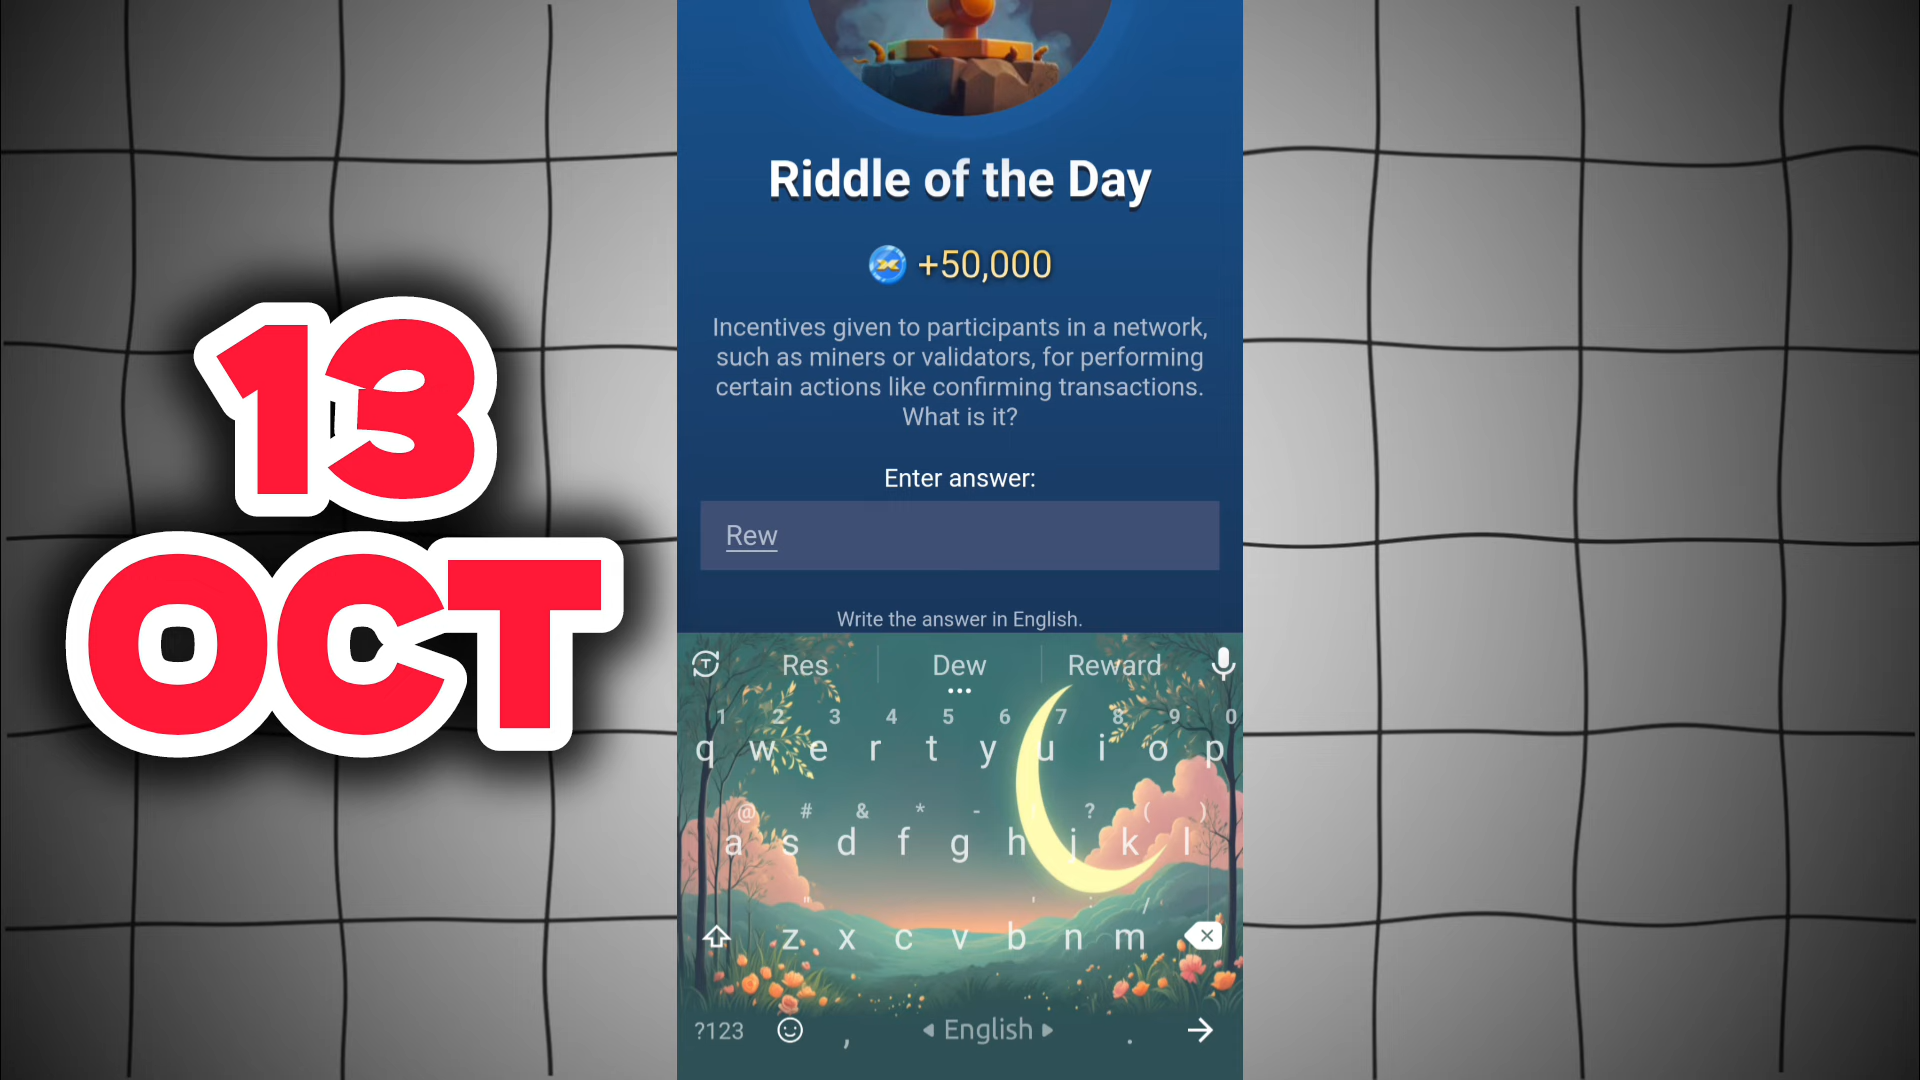 13
OCT
Riddle of the Day
+50,000
Incentives given to participants in a network,
such as miners or validators, for performing
certain actions like confirming transactions.
What is it?
Enter answer:
Rew
Write the answer in English.
Res Dew Reward
1 2 3 4 5 6 7 8 9 0
q w e r t y u i o p
@ # & * - ? ( )
a s d f g h j k l
" ' : /
z x c v b n m
?123 , English .